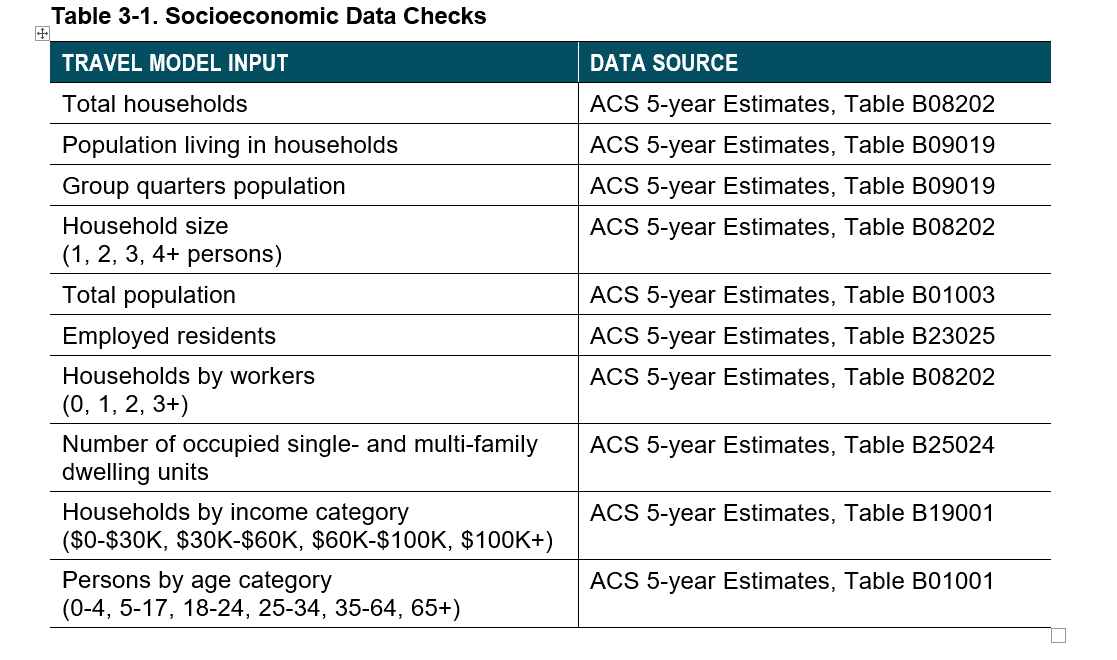 Table 3-1. Socioeconomic Data Checks
TRAVEL MODEL INPUT DATA SOURCE
Total households ACS 5-year Estimates, Table B08202
Population living in households ACS 5-year Estimates, Table B09019
Group quarters population ACS 5-year Estimates, Table B09019
Household size ACS 5-year Estimates, Table B08202
(1, 2, 3, 4+ persons)
Total population ACS 5-year Estimates, Table B01003
Employed residents ACS 5-year Estimates, Table B23025
Households by workers ACS 5-year Estimates, Table B08202
(0, 1, 2, 3+)
Number of occupied single- and multi-family ACS 5-year Estimates, Table B25024
dwelling units
Households by income category ACS 5-year Estimates, Table B19001
($0-$30K, $30K-$60K, $60K-$100K, $100K+)
Persons by age category ACS 5-year Estimates, Table B01001
(0-4, 5-17, 18-24, 25-34, 35-64, 65+)